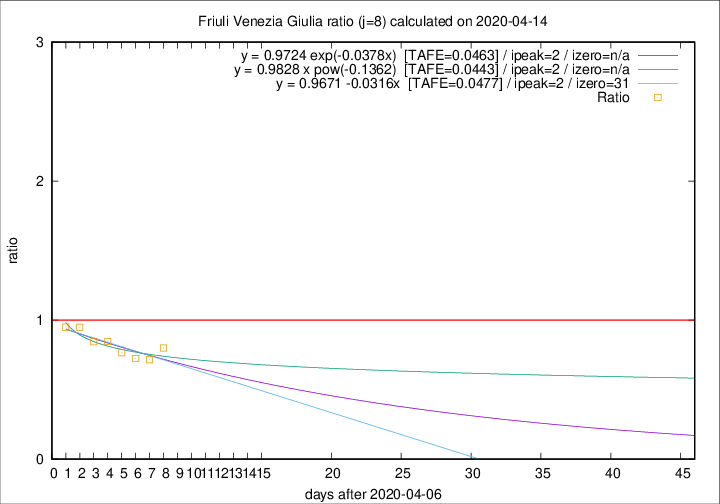 Friuli Venezia Giulia ratio (j=8) calculated on 2020-04-14
3
y = 0.9724 exp(-0.0378x) [TAFE=0.0463] / ipeak=2 / izero=n/a
y = 0.9828 x pow(-0.1362) [TAFE=0.0443] / ipeak=2 / izero=n/a
y = 0.9671 -0.0316x [TAFE=0.0477] / ipeak=2 / izero=31
Ratio
2
ratio
1
0
0 1 2 3 4 5 6 7 8 9 10 11 12 13 14 15 20 25 30 35 40 45
days after 2020-04-06